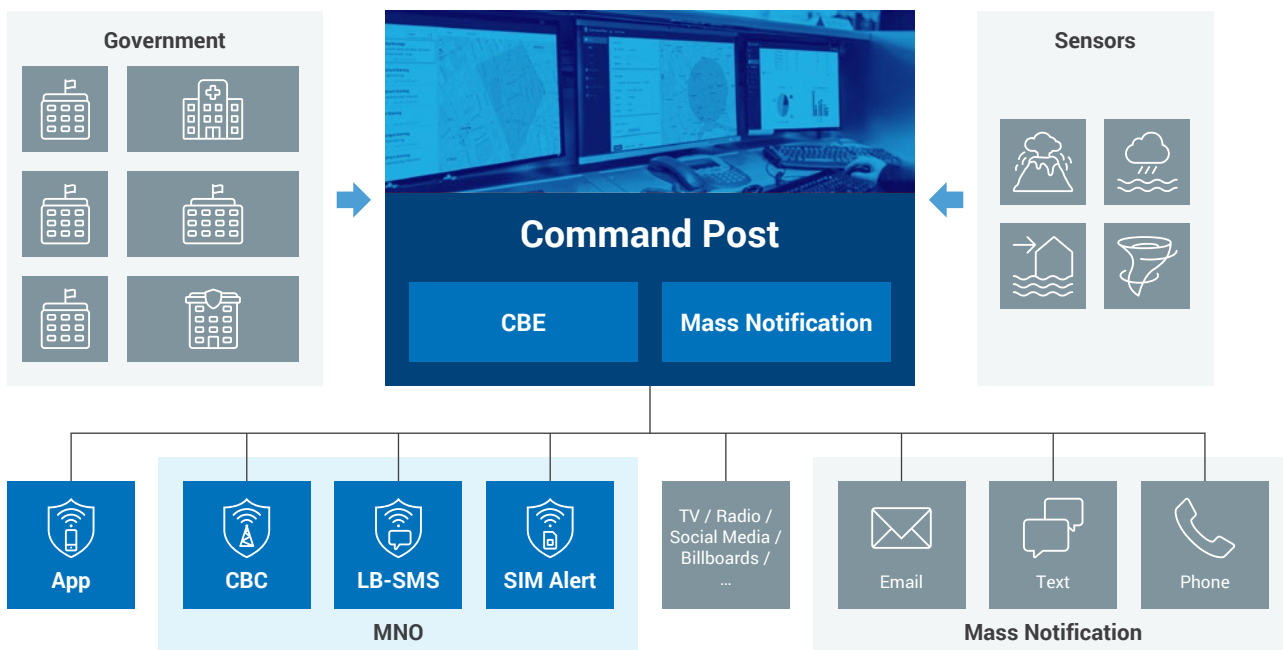 Government
Sensors
Command Post
CBE
Mass Notification
App
CBC
LB-SMS
SIM Alert
TV / Radio /
Social Media /
Billboards /
...
Email
Text
Phone
MNO
Mass Notification